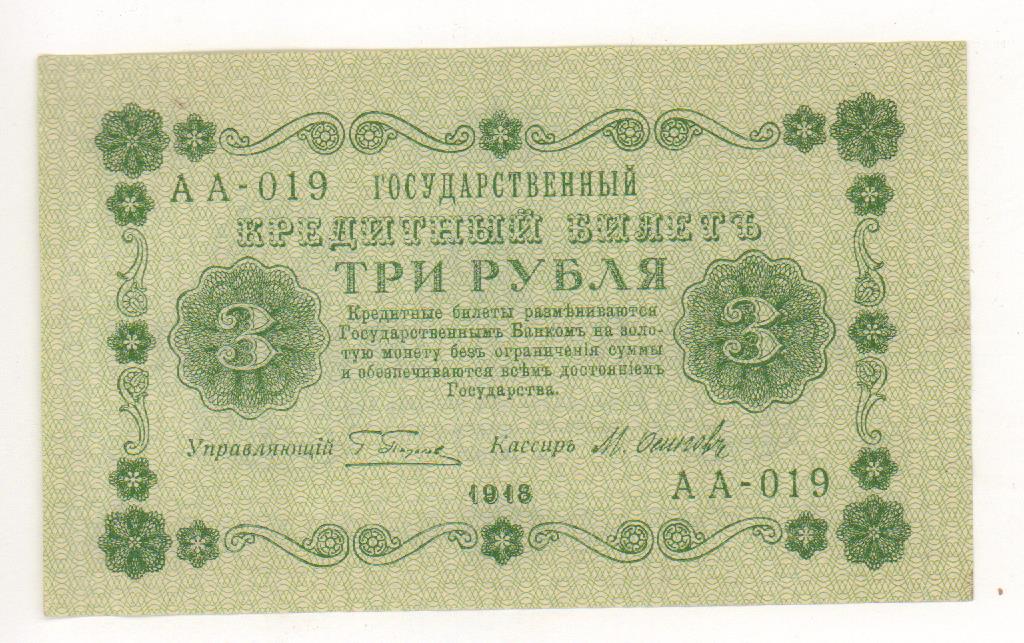 АА-019 ГОСУДАРСТВЕННЫЙ
КРЕДИТНЫЙ БИЛЕТЪ
ТРИ РУБЛЯ
3
Кредитные билеты размѣниваются
Государственнымъ Банкомъ на золо-
тую монету безъ ограниченія суммы
и обезпечиваются всѣмъ достояніемъ
Государства.
3
Управляющій Кассиръ М. Осиповъ
1918
АА-019